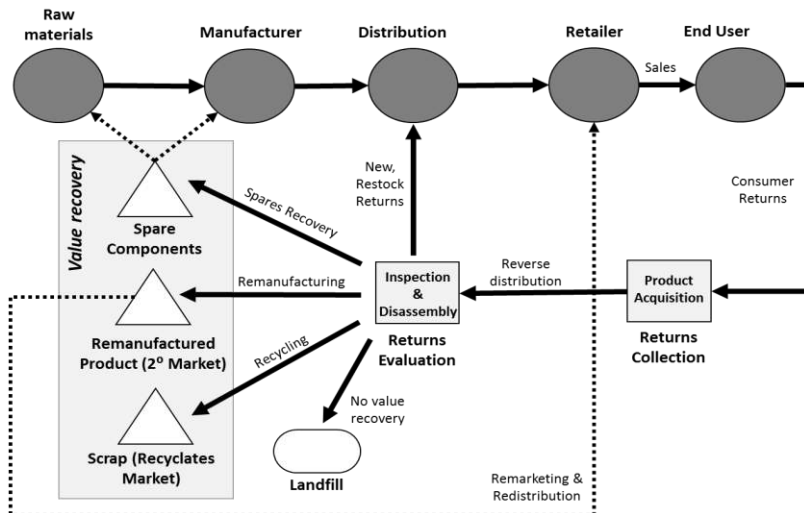 Raw
materials
Manufacturer
Distribution
Retailer
End User
Sales
Value recovery
New,
Restock
Returns
Consumer
Returns
Spares Recovery
Spare
Components
Remanufacturing
Inspection
&
Disassembly
Reverse
distribution
Product
Acquisition
Returns
Evaluation
Returns
Collection
Remanufactured
Product (2º Market)
Recycling
No value
recovery
Scrap (Recyclates
Market)
Landfill
Remarketing &
Redistribution